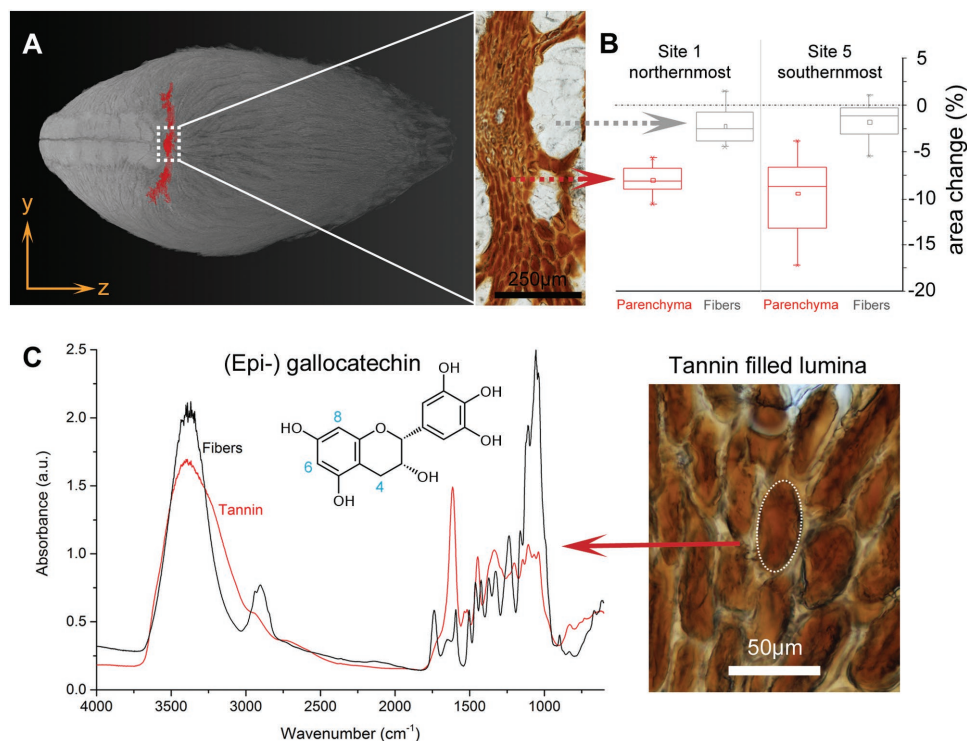 A
y
z
250µm
B
Site 1
northernmost
Site 5
southernmost
5
0
-5
-10
-15
-20
area change (%)
Parenchyma
Fibers
Parenchyma
Fibers
C
(Epi-) gallocatechin
OH
OH
OH
HO
8
O
6
4
OH
OH
Fibers
Tannin
2.5
2.0
1.5
1.0
0.5
0.0
Absorbance (a.u.)
4000
3500
3000
2500
2000
1500
1000
Wavenumber (cm⁻¹)
Tannin filled lumina
50µm